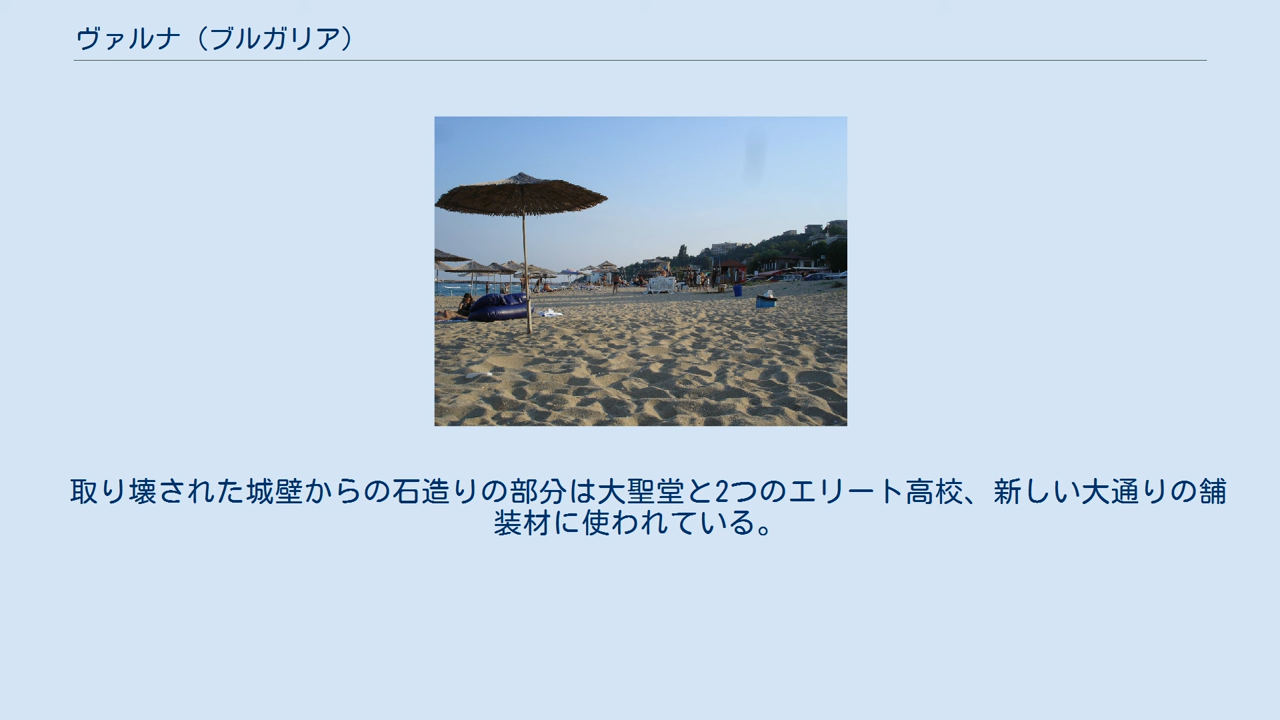 ヴァルナ（ブルガリア）
取り壊された城壁からの石造りの部分は大聖堂と2つのエリート高校、新しい大通りの舗
装材に使われている。